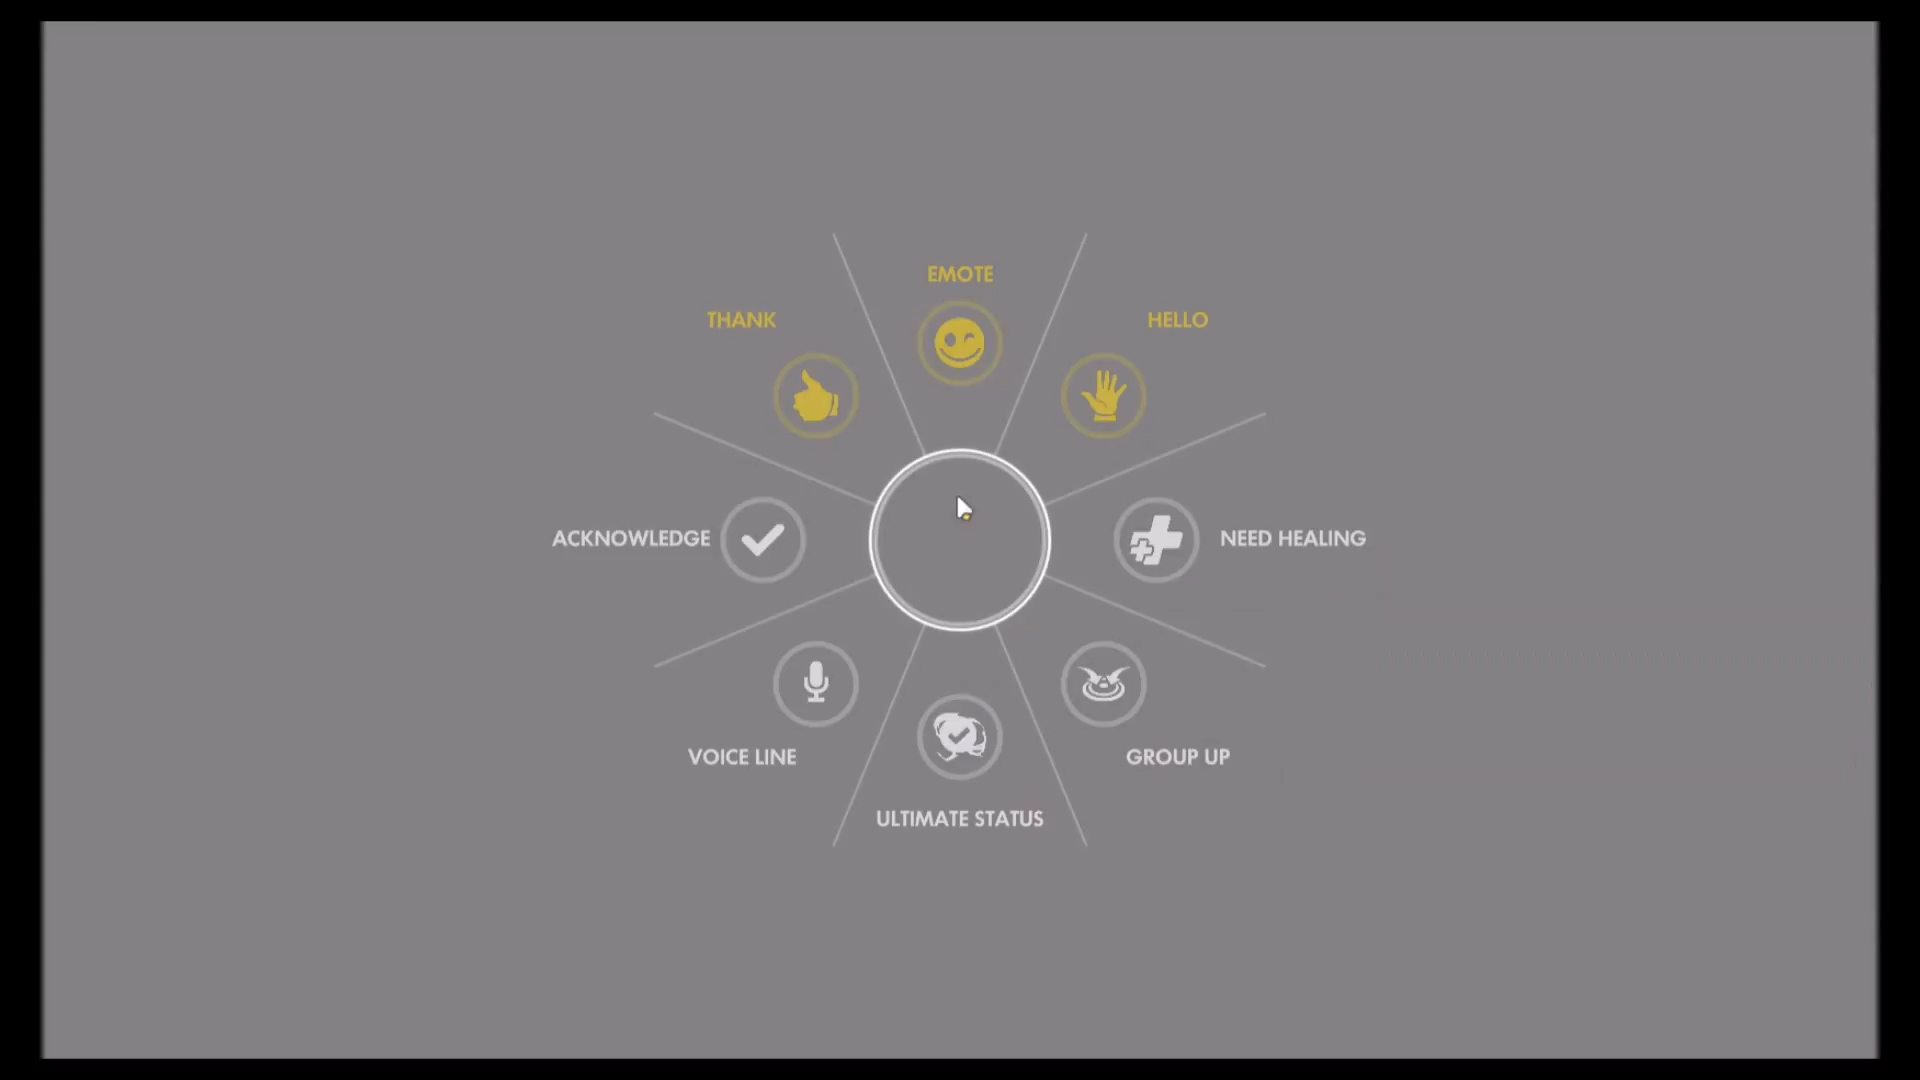 EMOTE
THANK
HELLO
ACKNOWLEDGE
NEED HEALING
VOICE LINE
GROUP UP
ULTIMATE STATUS